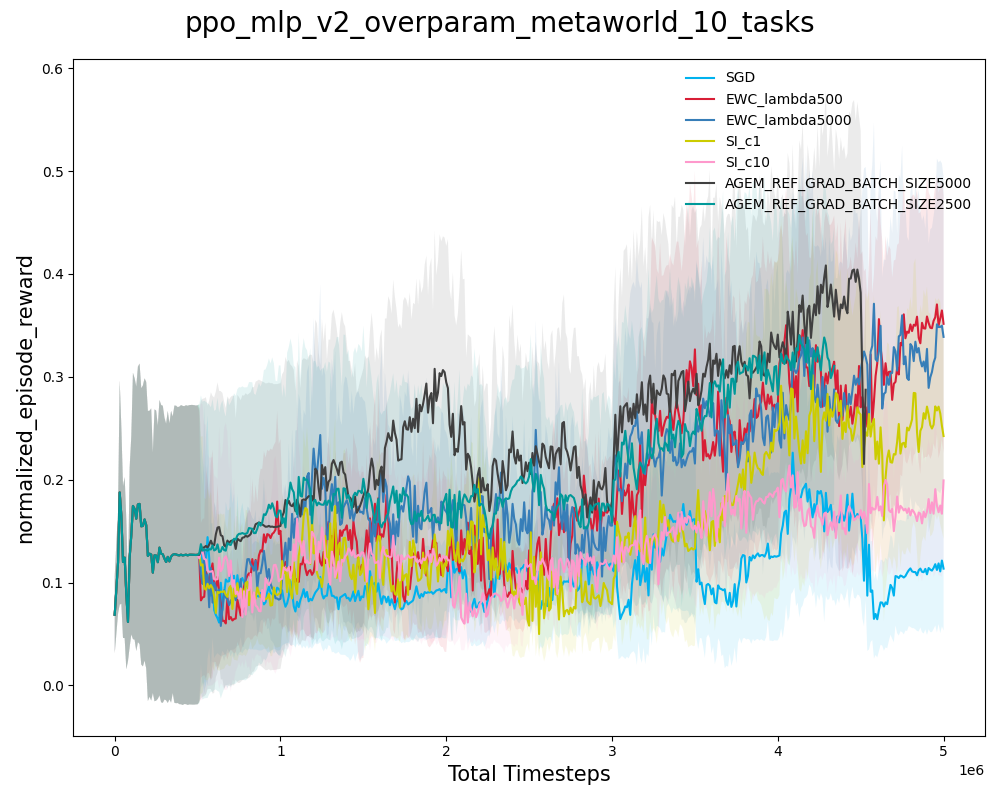 ppo_mlp_v2_overparam_metaworld_10_tasks
0.6
0.5
0.4
0.3
0.2
0.1
0.0
normalized_episode_reward
SGD
EWC_lambda500
EWC_lambda5000
SI_c1
SI_c10
AGEM_REF_GRAD_BATCH_SIZE5000
AGEM_REF_GRAD_BATCH_SIZE2500
0 1 2 3 4 5
1e6
Total Timesteps